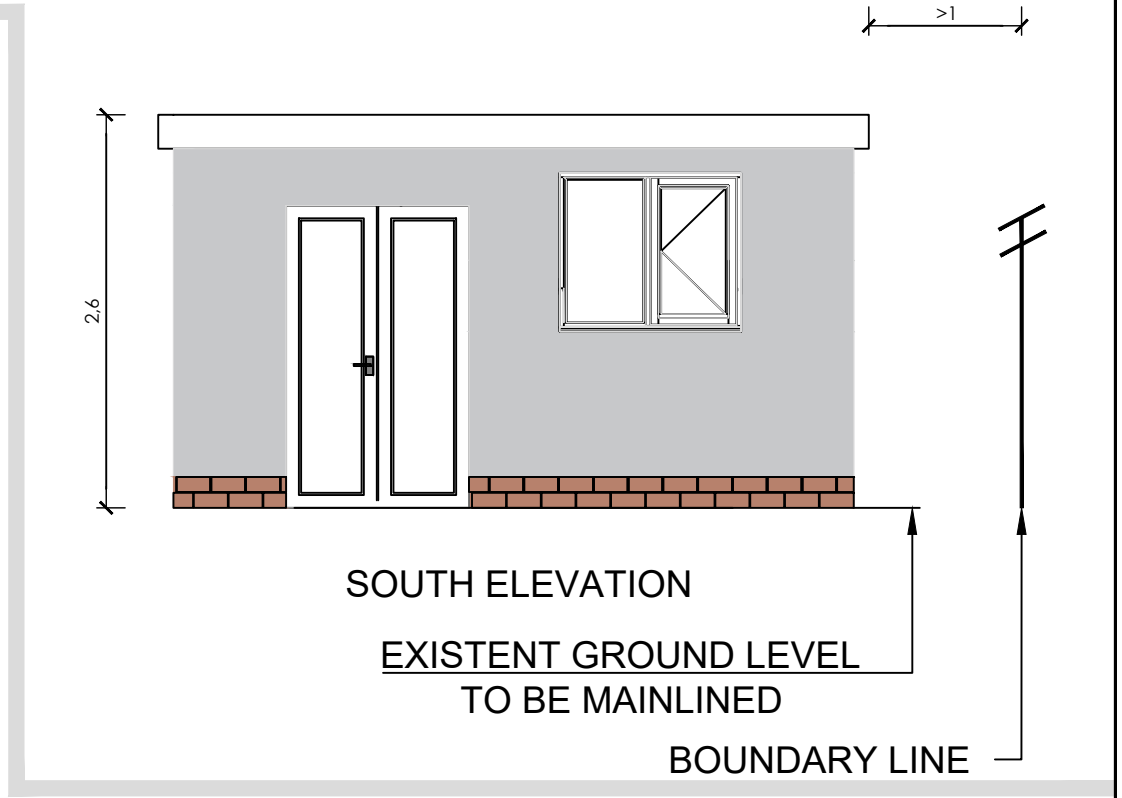 >1
2,6
SOUTH ELEVATION
EXISTENT GROUND LEVEL
TO BE MAINLINED
BOUNDARY LINE